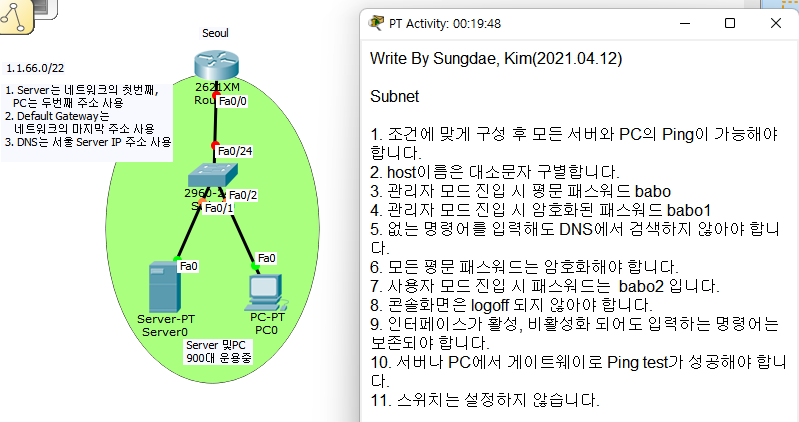 Seoul
1.1.66.0/22
1. Server는 네트워크의 첫번째,
PC는 두번째 주소 사용
2. Default Gateway는
네트워크의 마지막 주소 사용
3. DNS는 서울 Server IP 주소 사용
2621XM
Fa0/0
Fa0/24
Fa0/2
Fa0/1
Fa0
Fa0
Server-PT
Server0
PC-PT
PC0
Server 및PC
900대 운용중
PT Activity: 00:19:48
Write By Sungdae, Kim(2021.04.12)
Subnet
1. 조건에 맞게 구성 후 모든 서버와 PC의 Ping이 가능해야
합니다.
2. host이름은 대소문자 구별합니다.
3. 관리자 모드 진입 시 평문 패스워드 babo
4. 관리자 모드 진입 시 암호화된 패스워드 babo1
5. 없는 명령어를 입력해도 DNS에서 검색하지 않아야 합니
다.
6. 모든 평문 패스워드는 암호화해야 합니다.
7. 사용자 모드 진입 시 패스워드는 babo2 입니다.
8. 콘솔화면은 logoff 되지 않아야 합니다.
9. 인터페이스가 활성, 비활성화 되어도 입력하는 명령어는
보존되야 합니다.
10. 서버나 PC에서 게이트웨이로 Ping test가 성공해야 합니
다.
11. 스위치는 설정하지 않습니다.